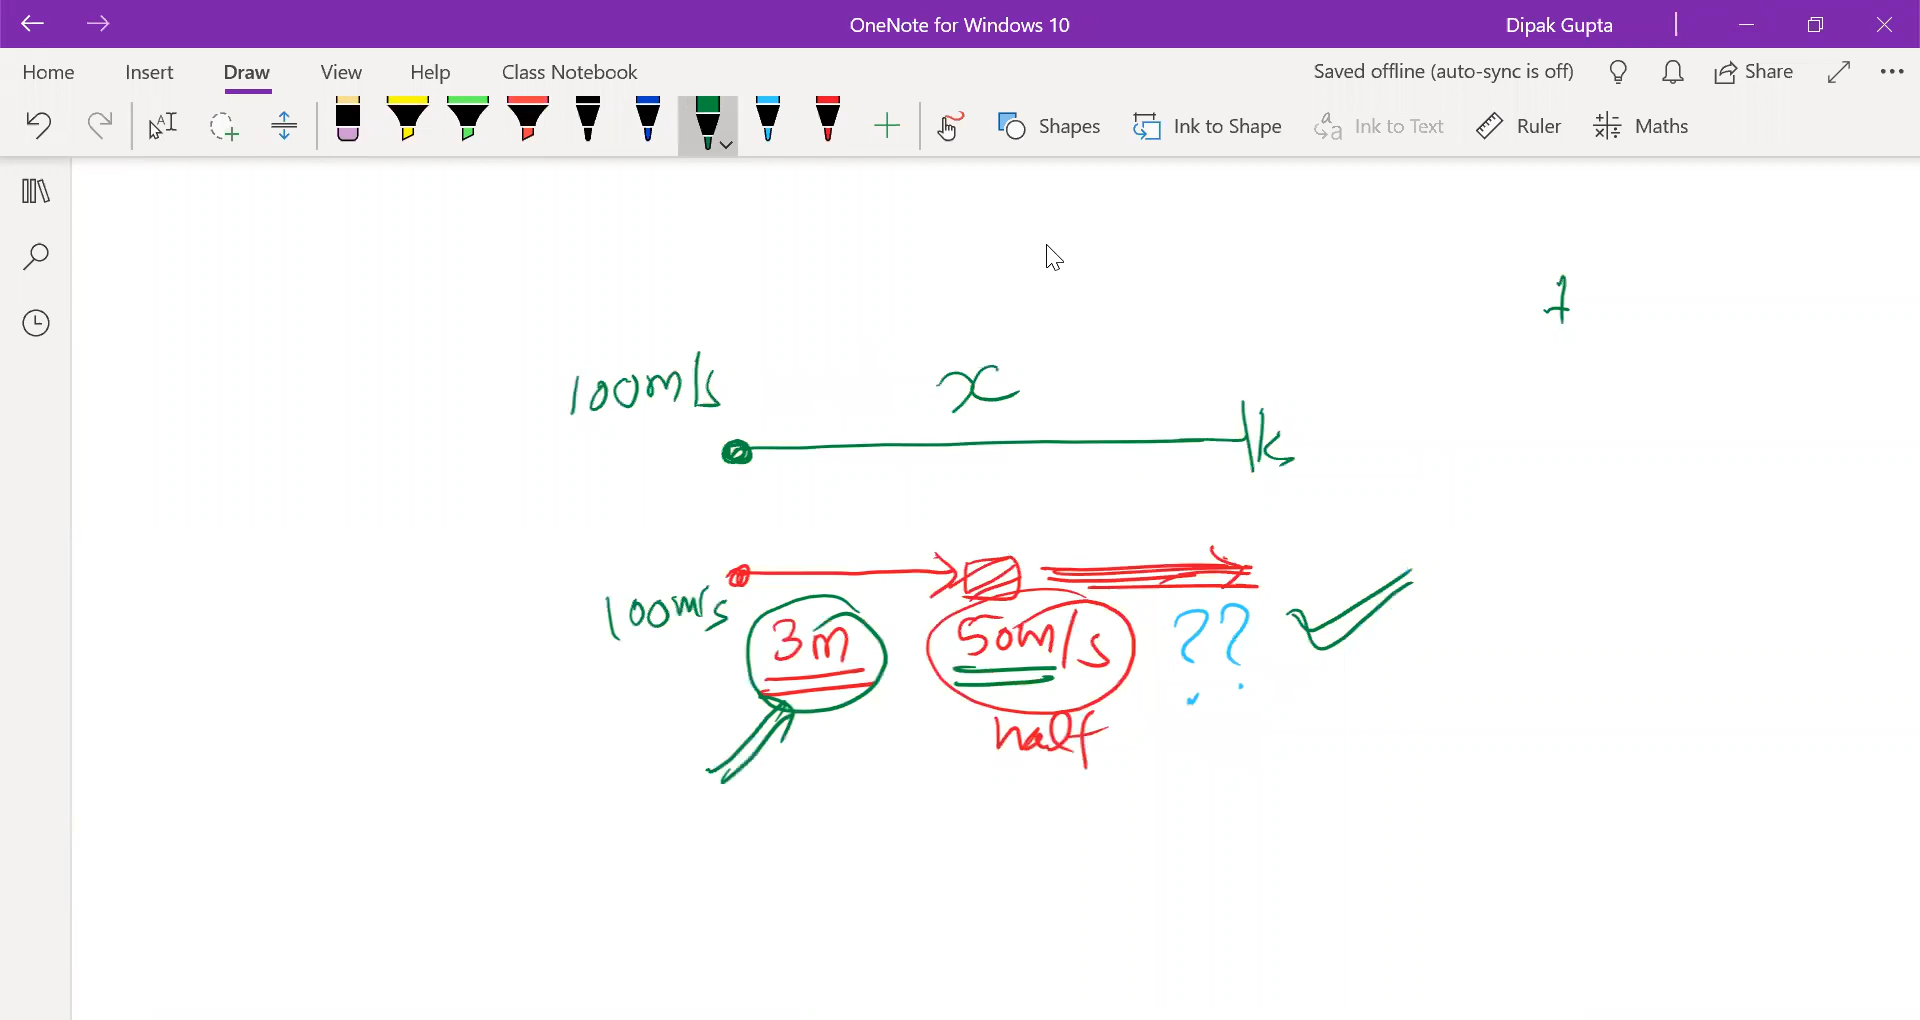 OneNote for Windows 10
Dipak Gupta
Home Insert Draw View Help Class Notebook
Saved offline (auto-sync is off) Share
Shapes Ink to Shape Ink to Text Ruler Maths
100m/s
x
3m
100m/s
50m/s
??
half